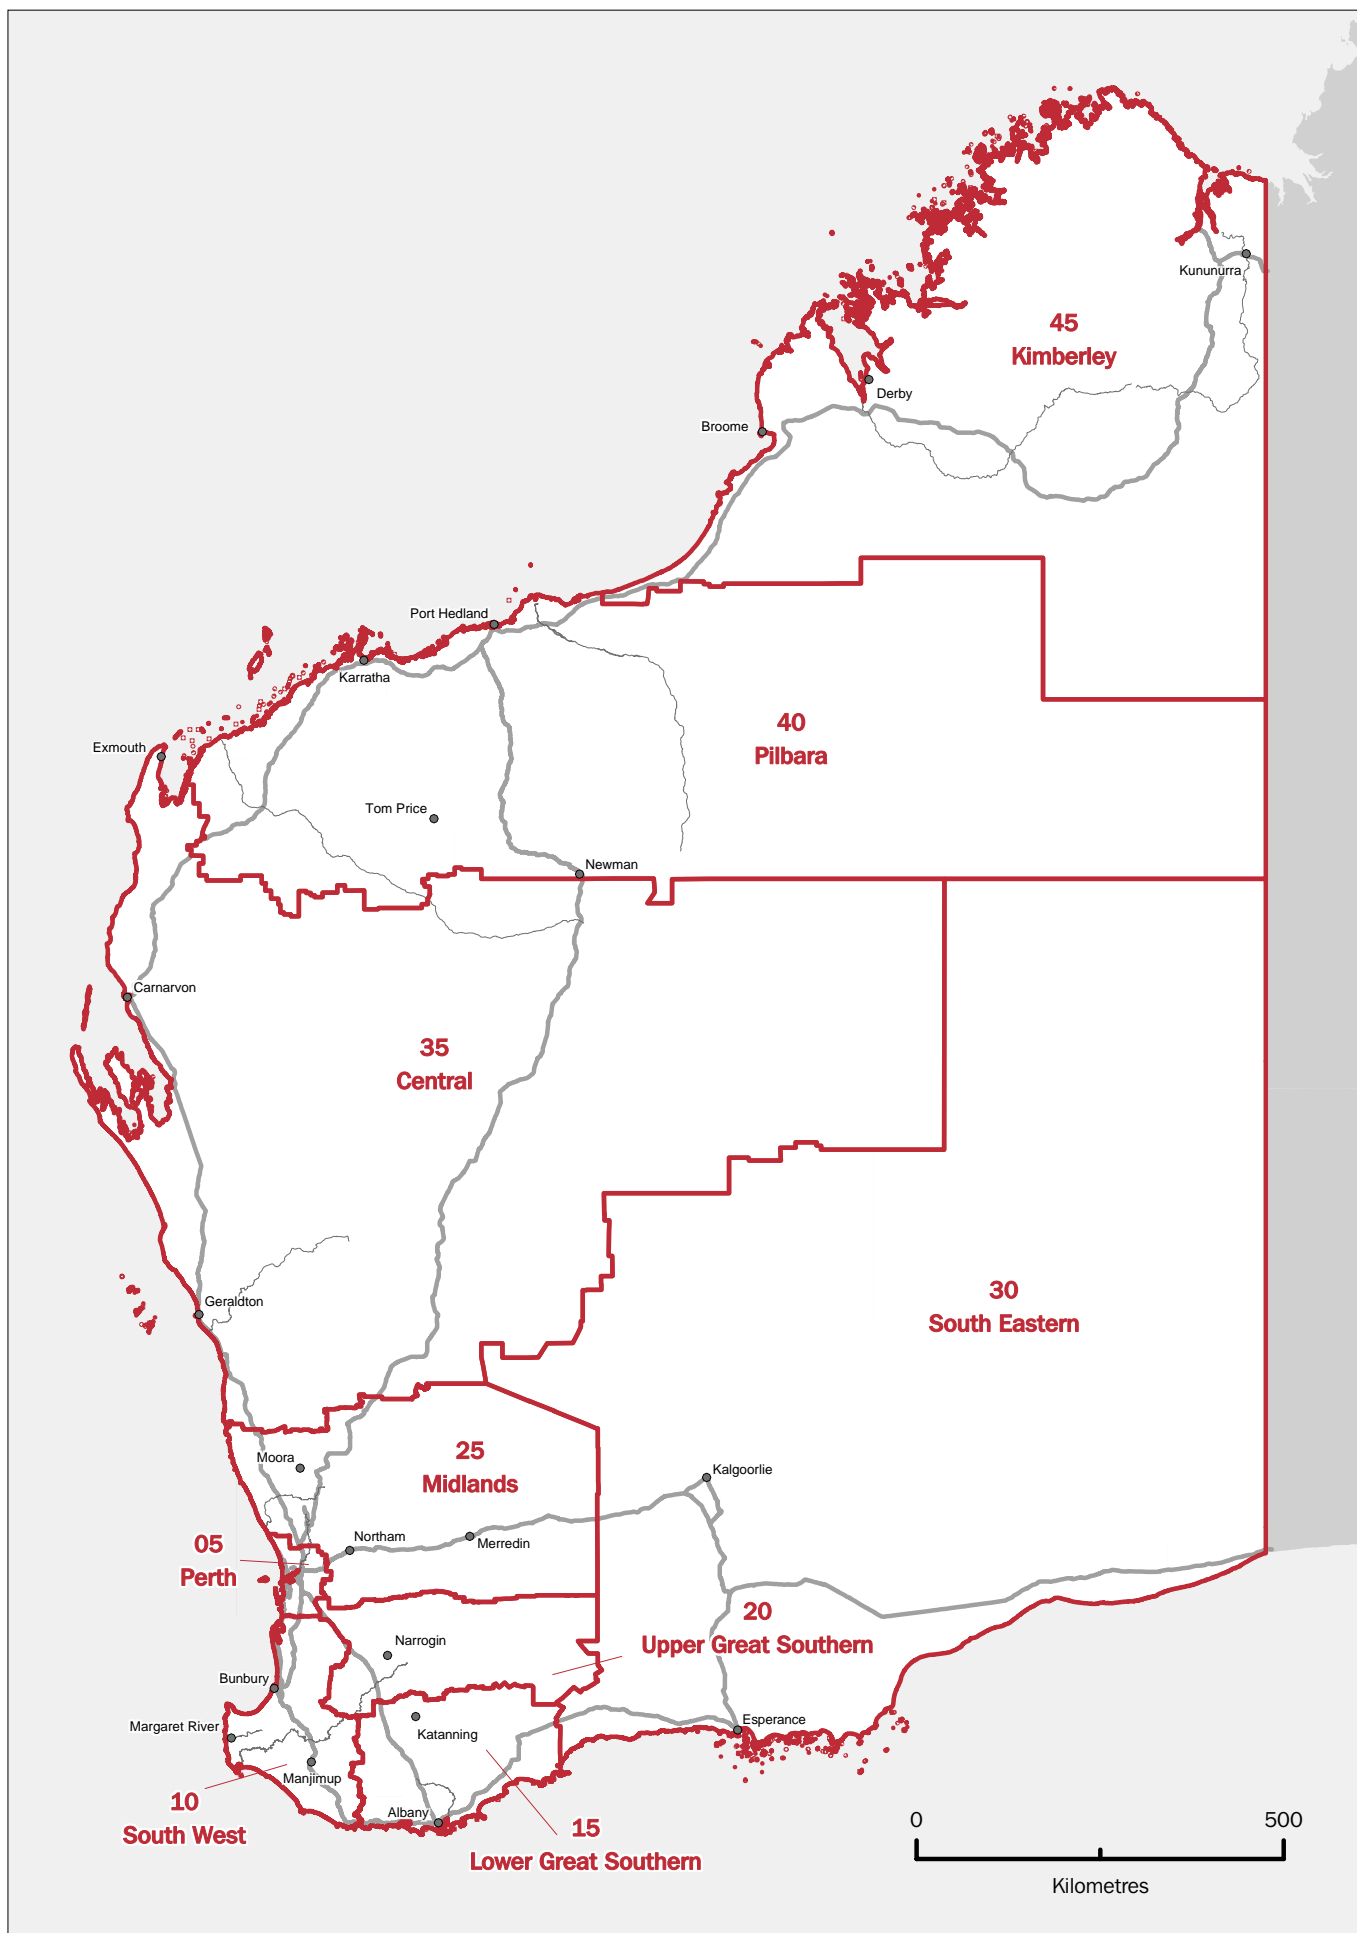 Kununurra
45
Kimberley
Derby
Broome
Port Hedland
Karratha
40
Pilbara
Exmouth
Tom Price
Newman
Carnarvon
35
Central
30
South Eastern
Geraldton
25
Midlands
Moora
Kalgoorlie
05
Perth
Northam
Merredin
20
Upper Great Southern
Narrogin
Bunbury
Margaret River
Katanning
Esperance
Manjimup
10
South West
Albany
15
Lower Great Southern
0 500
Kilometres